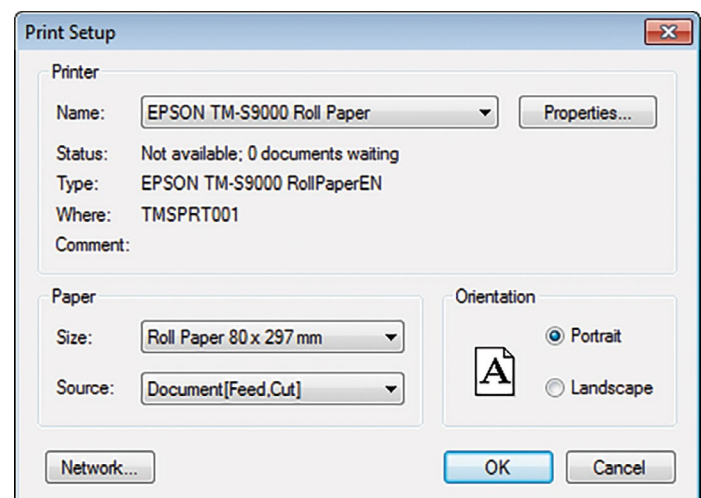 Print Setup
Printer
Name: EPSON TM-S9000 Roll Paper Properties...
Status: Not available; 0 documents waiting
Type: EPSON TM-S9000 RollPaperEN
Where: TMSPRT001
Comment:
Paper
Size: Roll Paper 80 x 297 mm
Source: Document[Feed,Cut]
Orientation
A
Portrait
Landscape
Network...
OK
Cancel